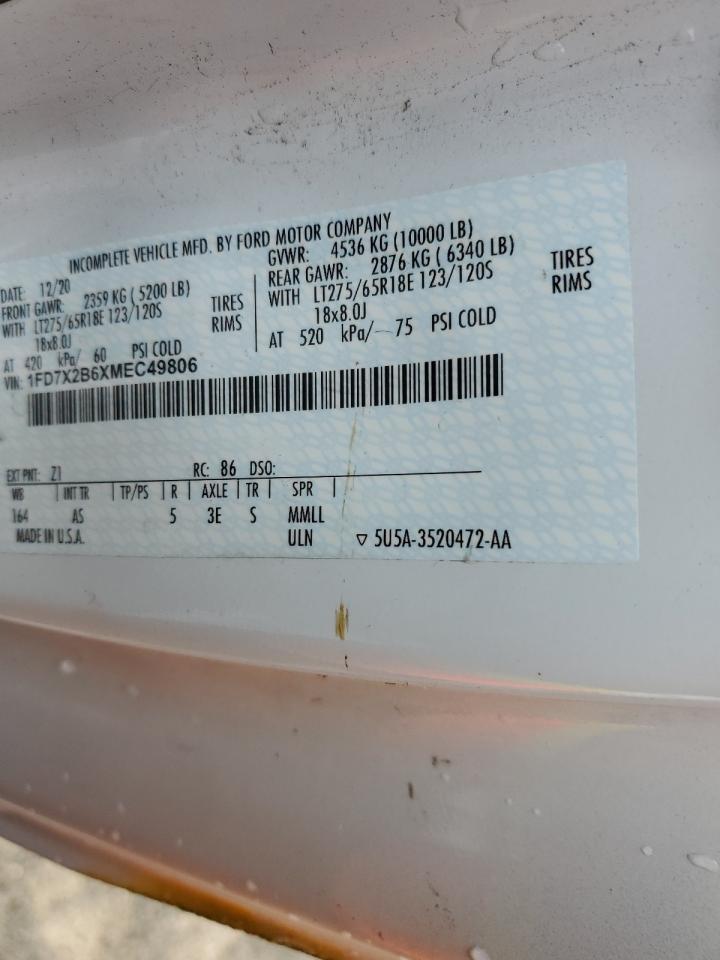 INCOMPLETE VEHICLE MFD. BY FORD MOTOR COMPANY
DATE: 12/20
FRONT GAWR: 2359 KG ( 5200 LB)
WITH LT275/65R18E 123/120S TIRES
18x8.0J RIMS
AT 420 kPa/ 60 PSI COLD
GVWR: 4536 KG (10000 LB)
REAR GAWR: 2876 KG ( 6340 LB)
WITH LT275/65R18E 123/120S TIRES
18x8.0J RIMS
AT 520 kPa/ 75 PSI COLD
VIN: 1FD7X2B6XMEC49806
EXT PNT: Z1 RC: 86 DSO:
WB | INT TR | TP/PS | R | AXLE | TR | SPR |
164 AS 5 3E S MMLL
MADE IN U.S.A. ULN ▽ 5U5A-3520472-AA